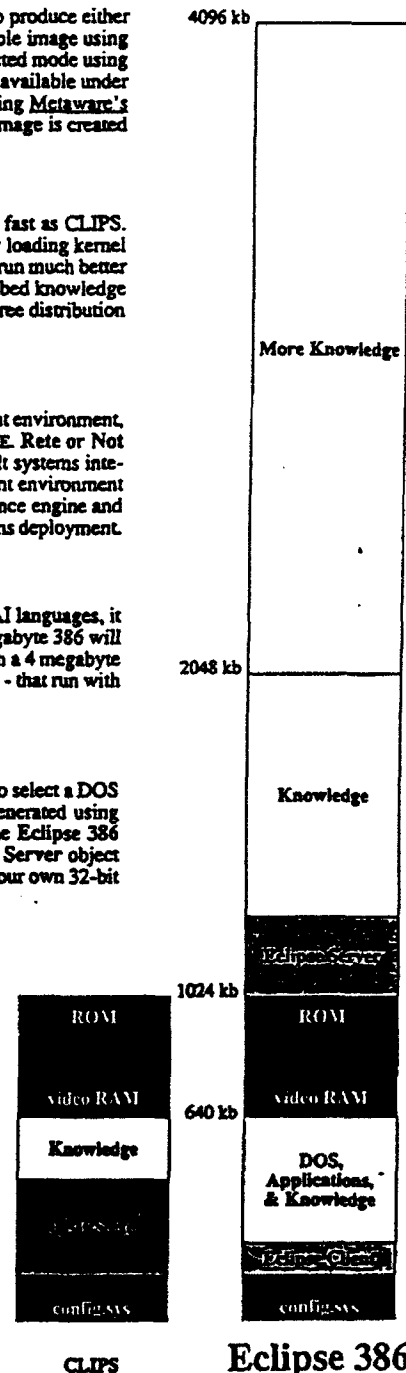 o produce either
ble image using
cted mode using
available under
ing Metaware's
mage is created
fast as CLIPS.
loading kernel
run much better
bed knowledge
ree distribution
nt environment,
E. Rete or Not
lt systems inte-
nt environment
nce engine and
ns deployment.
AI languages, it
gabyte 386 will
h a 4 megabyte
- that run with
o select a DOS
enerated using
e Eclipse 386
Server object
our own 32-bit
4096 kb
More Knowledge
2048 kb
Knowledge
Eclipse Server
1024 kb
ROM
video RAM
640 kb
DOS,
Applications,
& Knowledge
Eclipse Client
config.sys
Eclipse 386
ROM
video RAM
Knowledge
config.sys
CLIPS